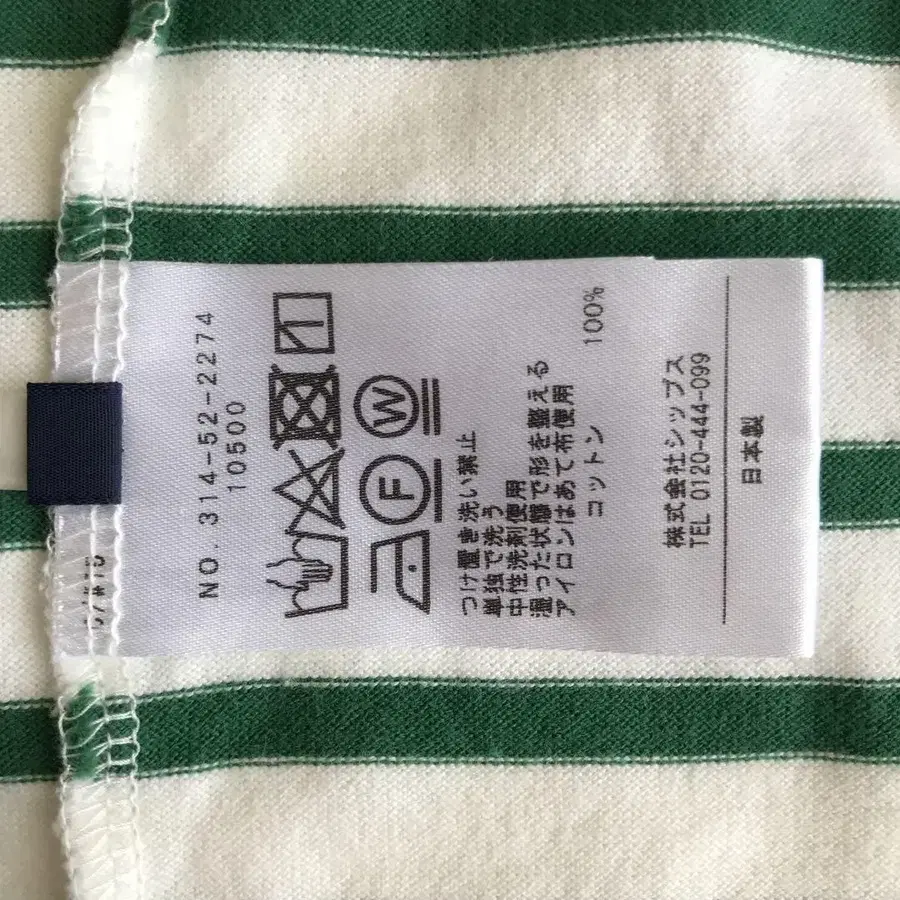 NO. 314-52-2274
10500
W
F
つけ置き洗い禁止
単独で洗う
中性洗剤使用
湿った状態で形を整える
アイロンはあて布使用
コットン 100%
株式会社シップス
TEL 0120-444-099
日本製